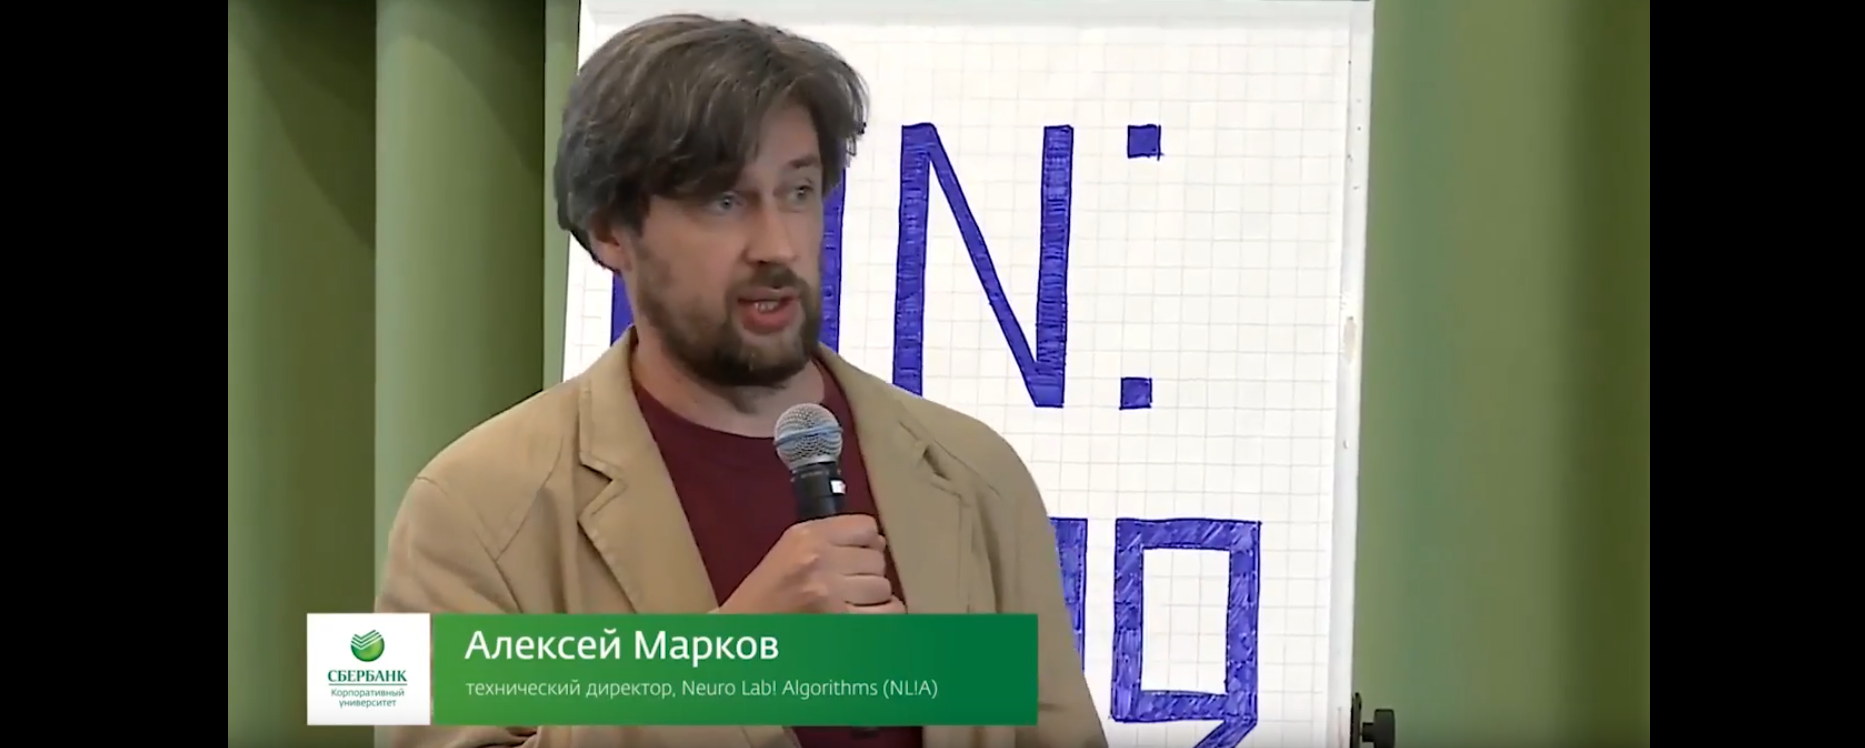 N:
Алексей Марков
технический директор, Neuro Lab! Algorithms (NL!A)
СБЕРБАНК
Корпоративный
университет